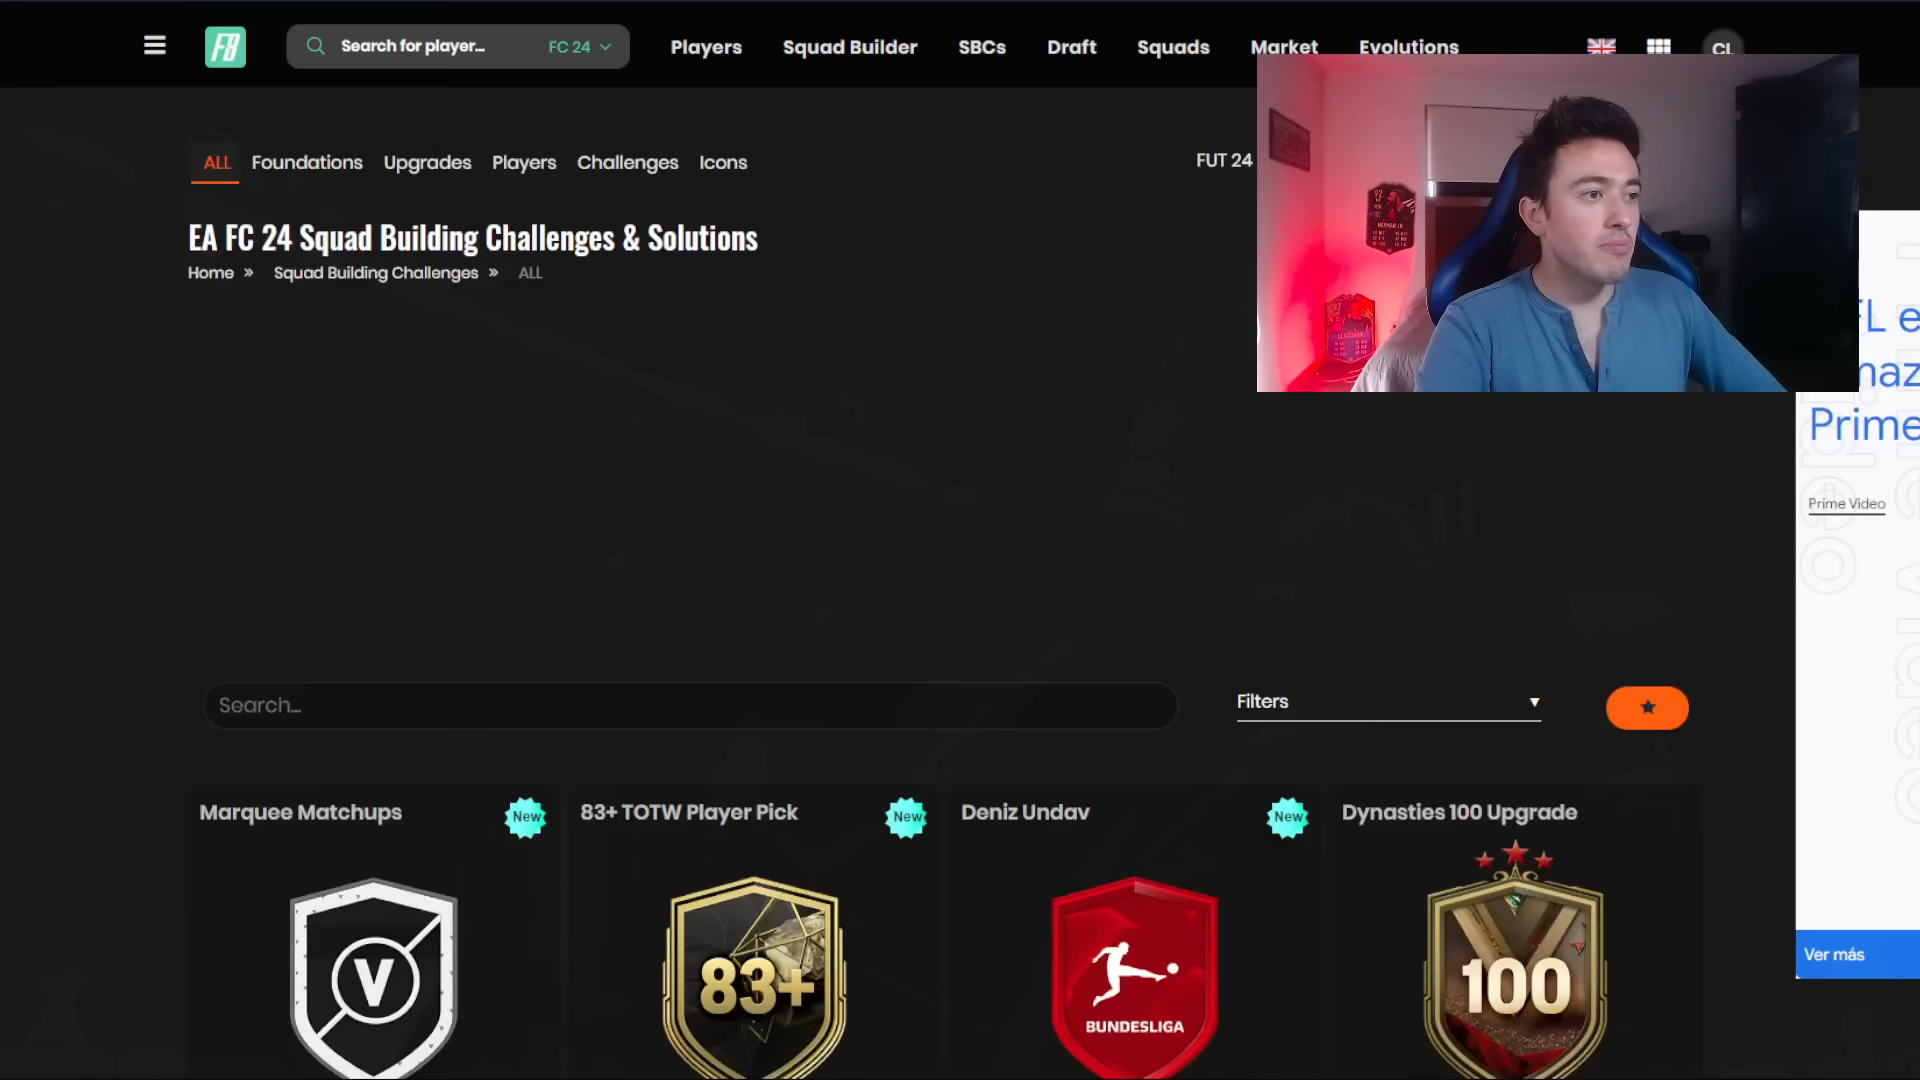 F8 Search for player... FC 24 Players Squad Builder SBCs Draft Squads Market Evolutions CL
ALL Foundations Upgrades Players Challenges Icons
FUT 24
EA FC 24 Squad Building Challenges & Solutions
Home » Squad Building Challenges » ALL
Prime
Prime Video
Search...
Filters
Marquee Matchups New
83+ TOTW Player Pick New
Deniz Undav New
Dynasties 100 Upgrade
V
83+
BUNDESLIGA
100
Ver más